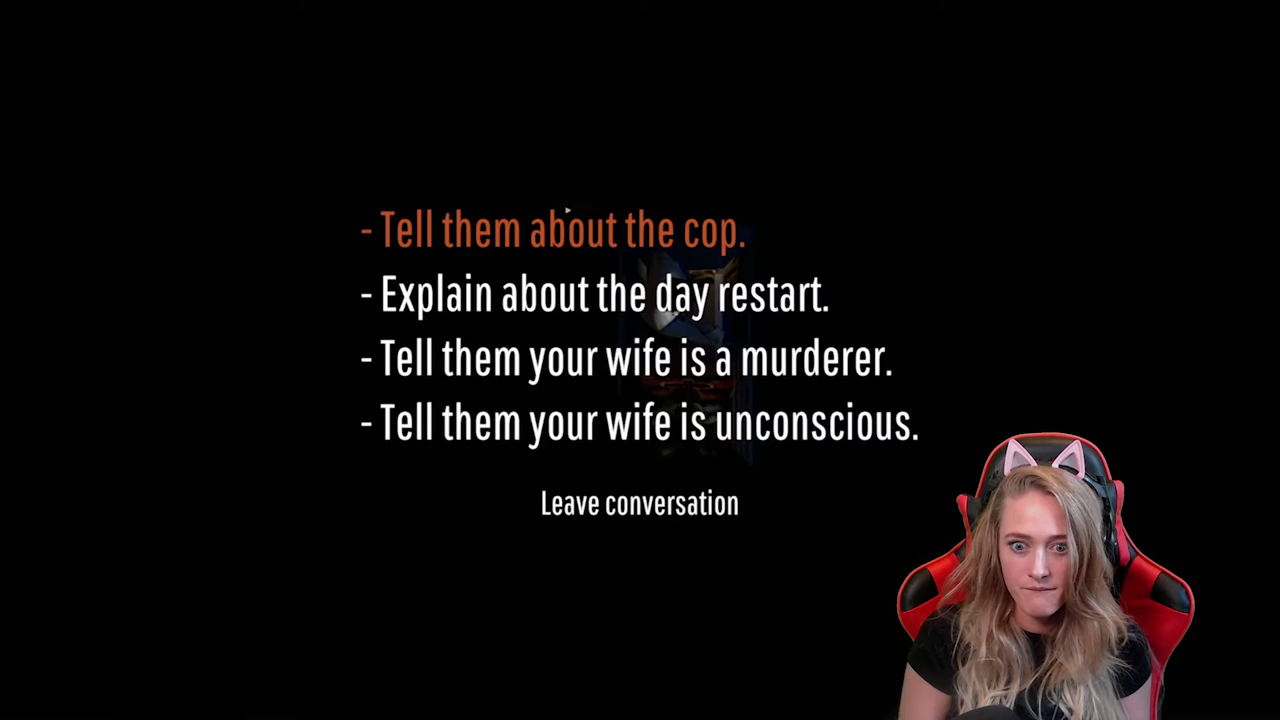 - Tell them about the cop.
- Explain about the day restart.
- Tell them your wife is a murderer.
- Tell them your wife is unconscious.
Leave conversation